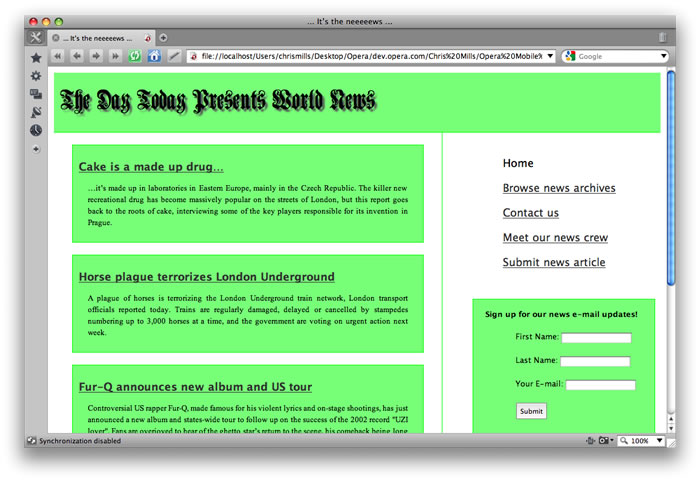 ... It's the neeeeews ...
... It's the neeeeews ...
file://localhost/Users/chrismills/Desktop/Opera/dev.opera.com/Chris%20Mills/Opera%20Mobile%
Google
The Day Today Presents World News
Cake is a made up drug...
...it's made up in laboratories in Eastern Europe, mainly in the Czech Republic. The killer new
recreational drug has become massively popular on the streets of London, but this report goes
back to the roots of cake, interviewing some of the key players responsible for its invention in
Prague.
Horse plague terrorizes London Underground
A plague of horses is terrorizing the London Underground train network, London transport
officials reported today. Trains are regularly damaged, delayed or cancelled by stampedes
numbering up to 3,000 horses at a time, and the government are voting on urgent action next
week.
Fur-Q announces new album and US tour
Controversial US rapper Fur-Q, made famous for his violent lyrics and on-stage shootings, has just
announced a new album and states-wide tour to follow up on the success of the 2002 record "UZI
lover". Fans are overjoyed to hear of the ghetto star's return to the scene, his comeback being long
Home
Browse news archives
Contact us
Meet our news crew
Submit news article
Sign up for our news e-mail updates!
First Name:
Last Name:
Your E-mail:
Submit
Synchronization disabled
100%